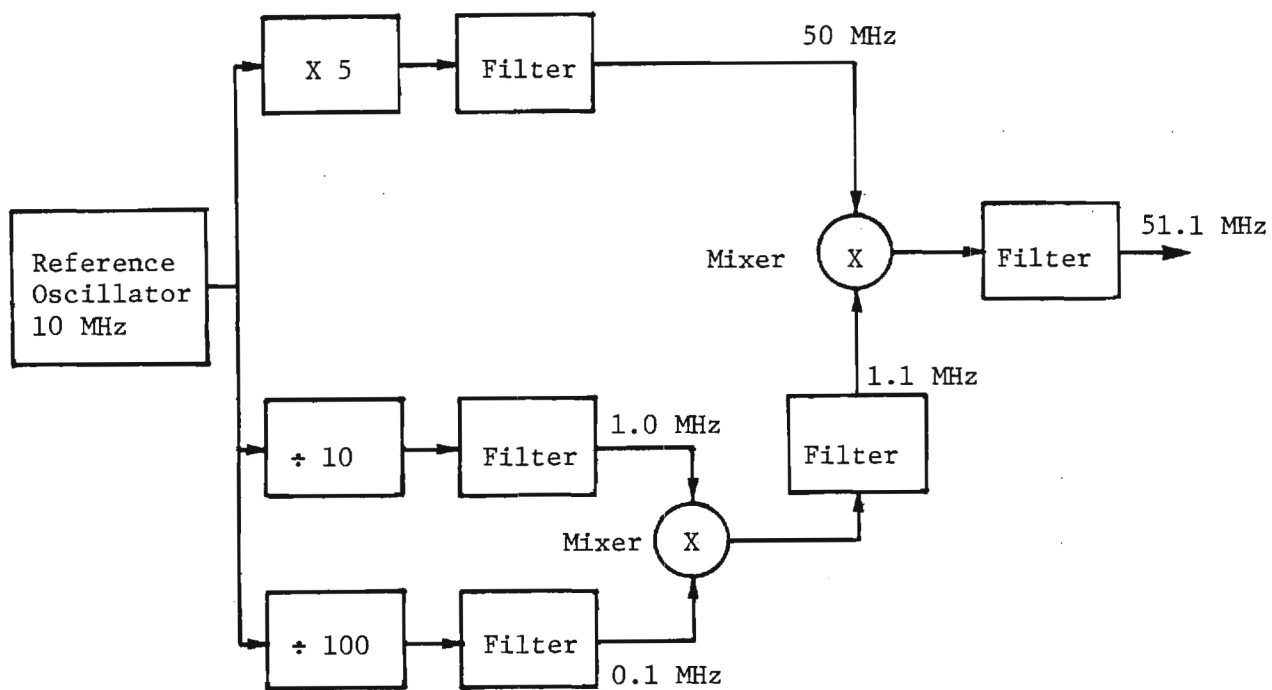 50 MHz
X 5
Filter
Reference
Oscillator
10 MHz
Mixer
X
Filter
51.1 MHz
1.1 MHz
÷ 10
Filter
1.0 MHz
Filter
Mixer
X
÷ 100
Filter
0.1 MHz